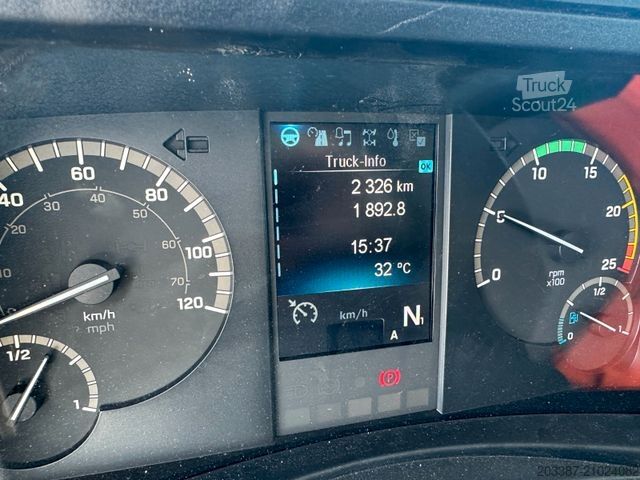 Truck
Scout24
Truck-Info
OK
2 326 km
1 892.8
15:37
32 °C
km/h
N1
A
40
60
80
100
120
30
40
50
60
70
km/h
mph
1/2
1
0
5
10
15
20
25
rpm
x100
1/2
0
1
P
203387-21024082